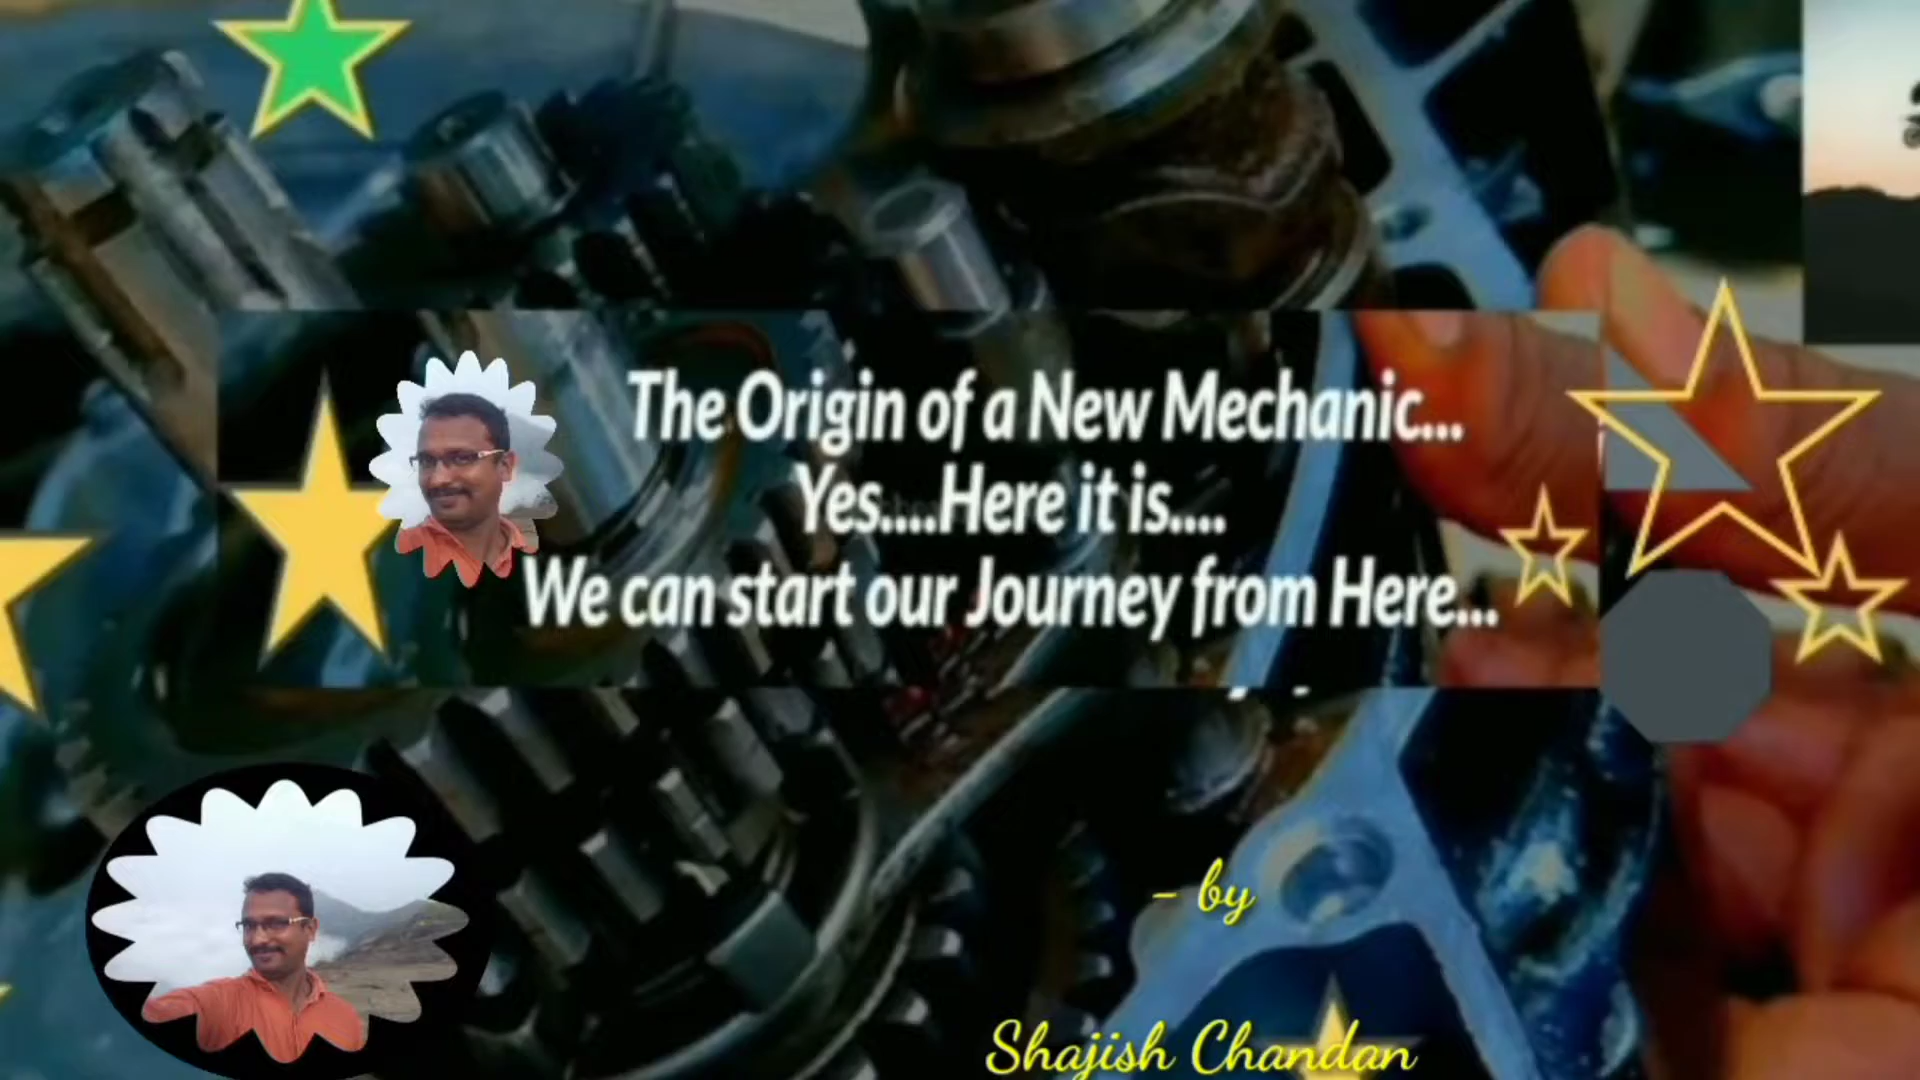 The Origin of a New Mechanic...
Yes....Here it is....
We can start our Journey from Here...
- by
Shajish Chandan